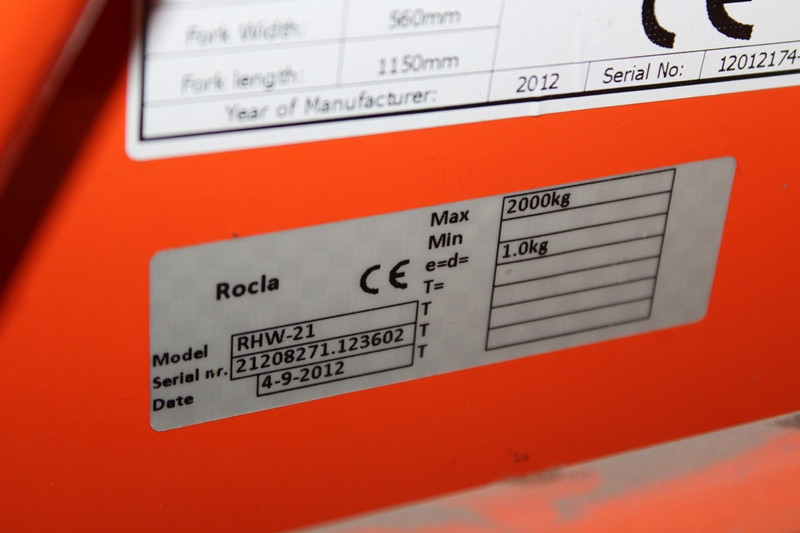 Fork Width: 560mm
Fork length: 1150mm
Year of Manufacturer: 2012 Serial No: 12012174-
CE
Rocla CE
Model RHW-21
Serial nr. 21208271.123602
Date 4-9-2012
Max 2000kg
Min
e=d= 1.0kg
T=
T
T
T